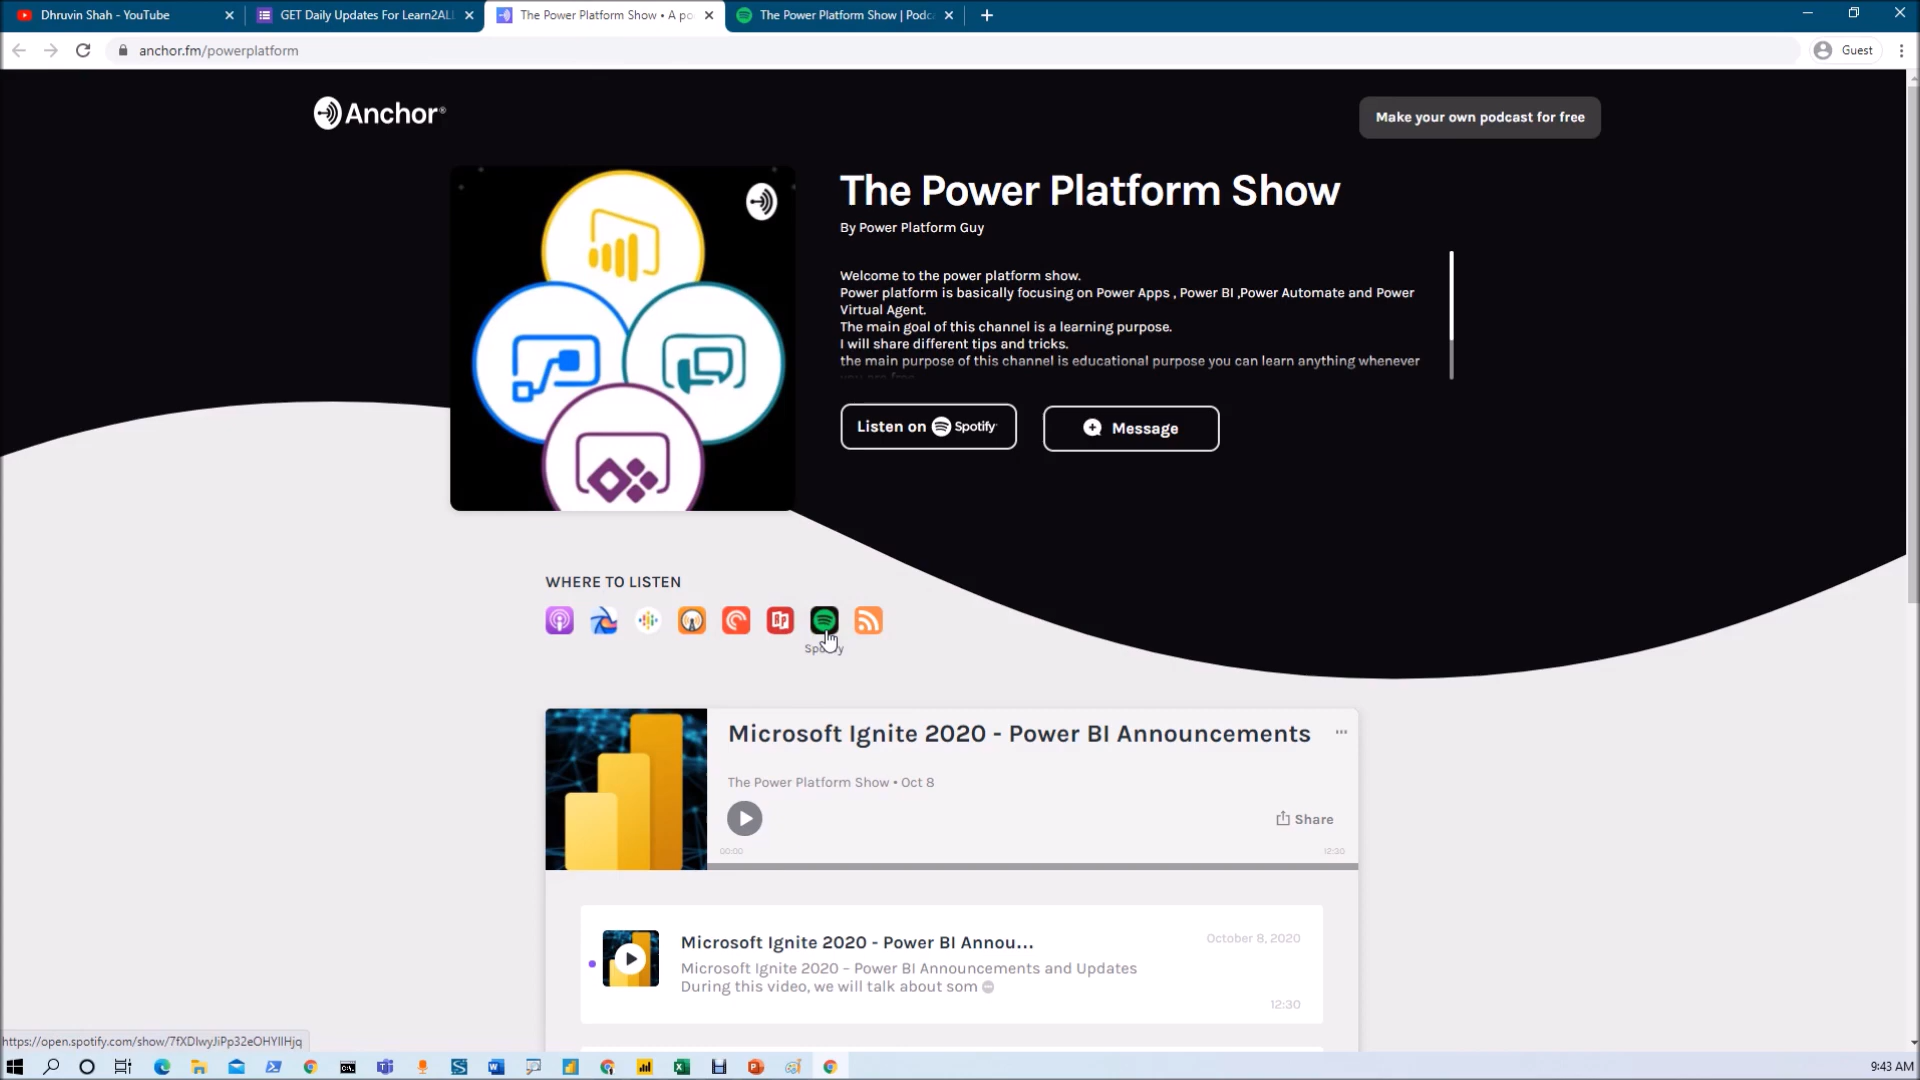 Dhruvin Shah - YouTube
GET Daily Updates For Learn2ALL
The Power Platform Show • A po
The Power Platform Show | Podc
anchor.fm/powerplatform
Guest
Anchor
Make your own podcast for free
The Power Platform Show
By Power Platform Guy
Welcome to the power platform show.
Power platform is basically focusing on Power Apps , Power BI ,Power Automate and Power
Virtual Agent.
The main goal of this channel is a learning purpose.
I will share different tips and tricks.
the main purpose of this channel is educational purpose you can learn anything whenever
you are free
Listen on Spotify
Message
WHERE TO LISTEN
Spotify
Microsoft Ignite 2020 - Power BI Announcements
The Power Platform Show • Oct 8
Share
00:00
12:30
Microsoft Ignite 2020 - Power BI Annou...
October 8, 2020
Microsoft Ignite 2020 – Power BI Announcements and Updates
During this video, we will talk about som
12:30
9:43 AM